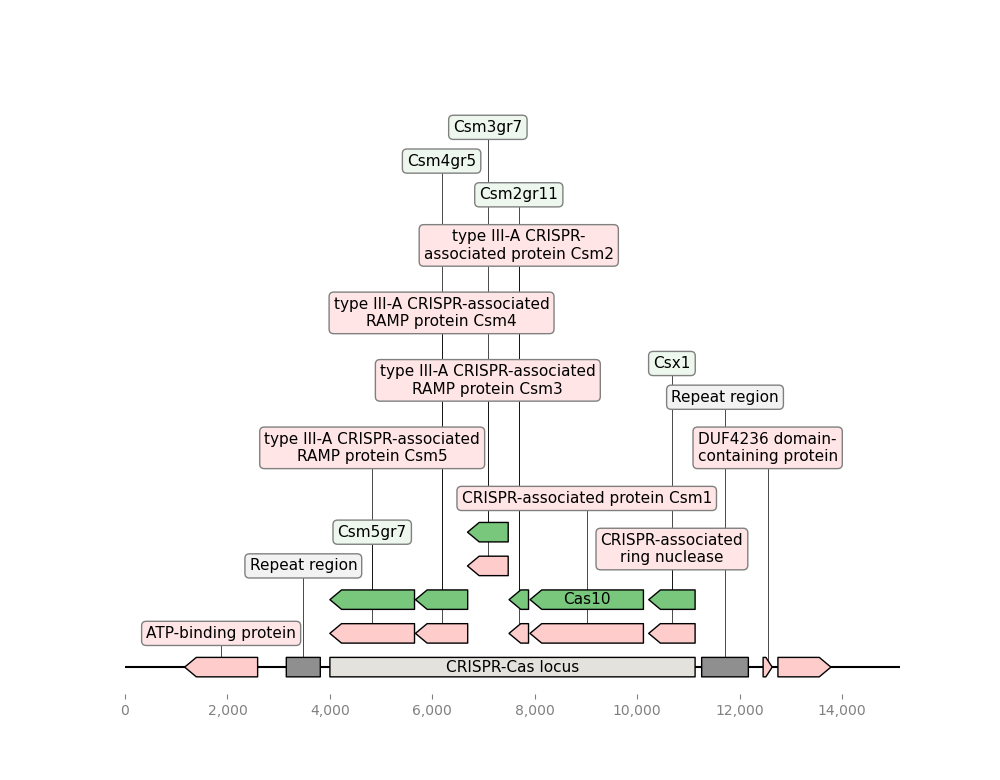 Csm3gr7
Csm4gr5
Csm2gr11
type III-A CRISPR-
associated protein Csm2
type III-A CRISPR-associated
RAMP protein Csm4
Csx1
type III-A CRISPR-associated
RAMP protein Csm3
Repeat region
type III-A CRISPR-associated
RAMP protein Csm5
DUF4236 domain-
containing protein
CRISPR-associated protein Csm1
Csm5gr7
CRISPR-associated
ring nuclease
Repeat region
Cas10
ATP-binding protein
CRISPR-Cas locus
0 2,000 4,000 6,000 8,000 10,000 12,000 14,000